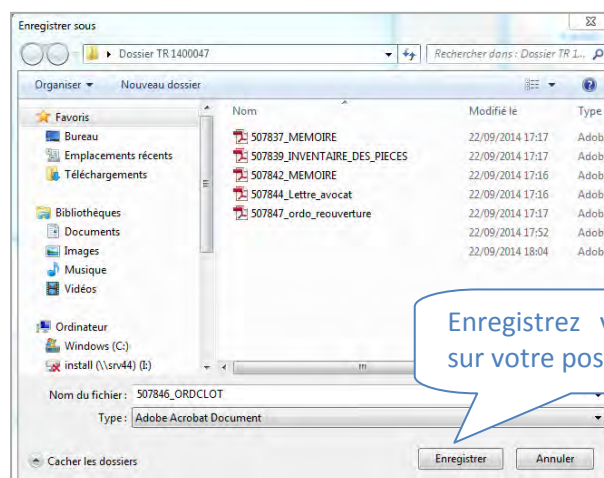 Enregistrer sous
Dossier TR 1400047
Rechercher dans : Dossier TR 1...
Organiser
Nouveau dossier
Nom
Modifié le
Type
Favoris
Bureau
Emplacements récents
Téléchargements
Bibliothèques
Documents
Images
Musique
Vidéos
Ordinateur
Windows (C:)
install (\\srv44) (I:)
507837_MEMOIRE 22/09/2014 17:17 Adob
507839_INVENTAIRE_DES_PIECES 22/09/2014 17:17 Adob
507842_MEMOIRE 22/09/2014 17:16 Adob
507844_Lettre_avocat 22/09/2014 17:16 Adob
507847_ordo_reouverture 22/09/2014 17:17 Adob
22/09/2014 17:52 Adob
22/09/2014 18:04 Adob
Enregistrez v
sur votre pos
Nom du fichier : 507846_ORDCLOT
Type : Adobe Acrobat Document
Cacher les dossiers
Enregistrer
Annuler